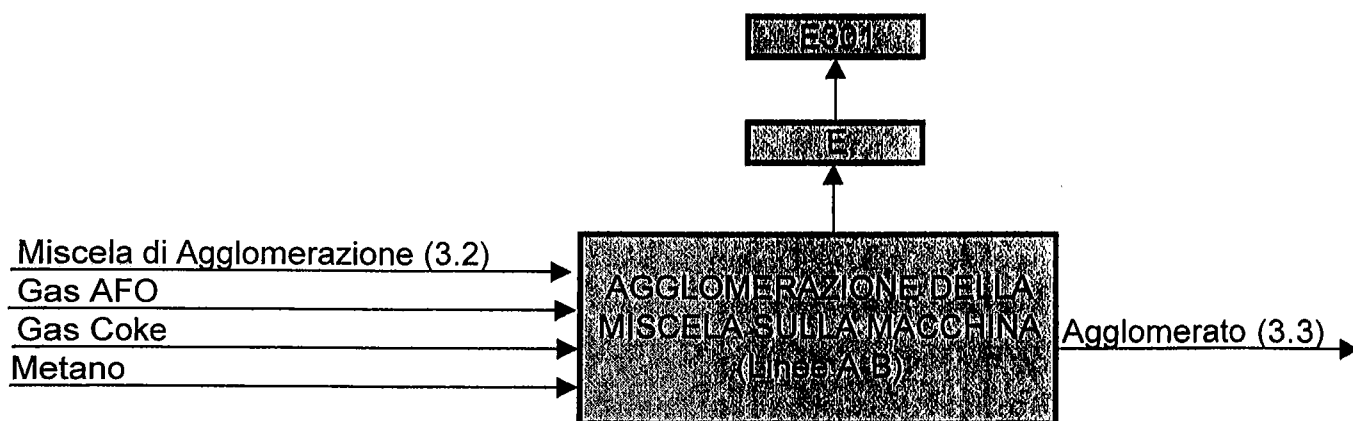 E301
E
Miscela di Agglomerazione (3.2)
Gas AFO
Gas Coke
Metano
AGGLOMERAZIONE DELLA
MISCELA SULLA MACCHINA
(Linee A B)
Agglomerato (3.3)